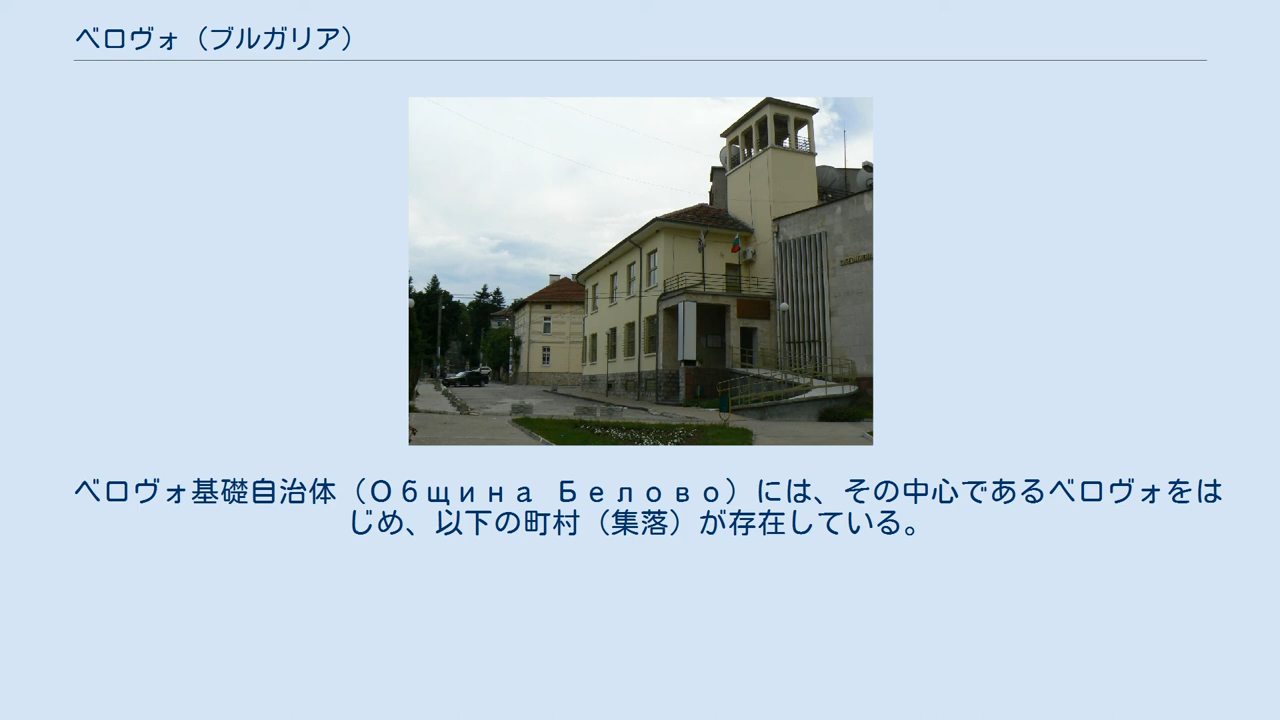 ベロヴォ（ブルガリア）
ベロヴォ基礎自治体（Община Белово）には、その中心であるベロヴォをは
じめ、以下の町村（集落）が存在している。